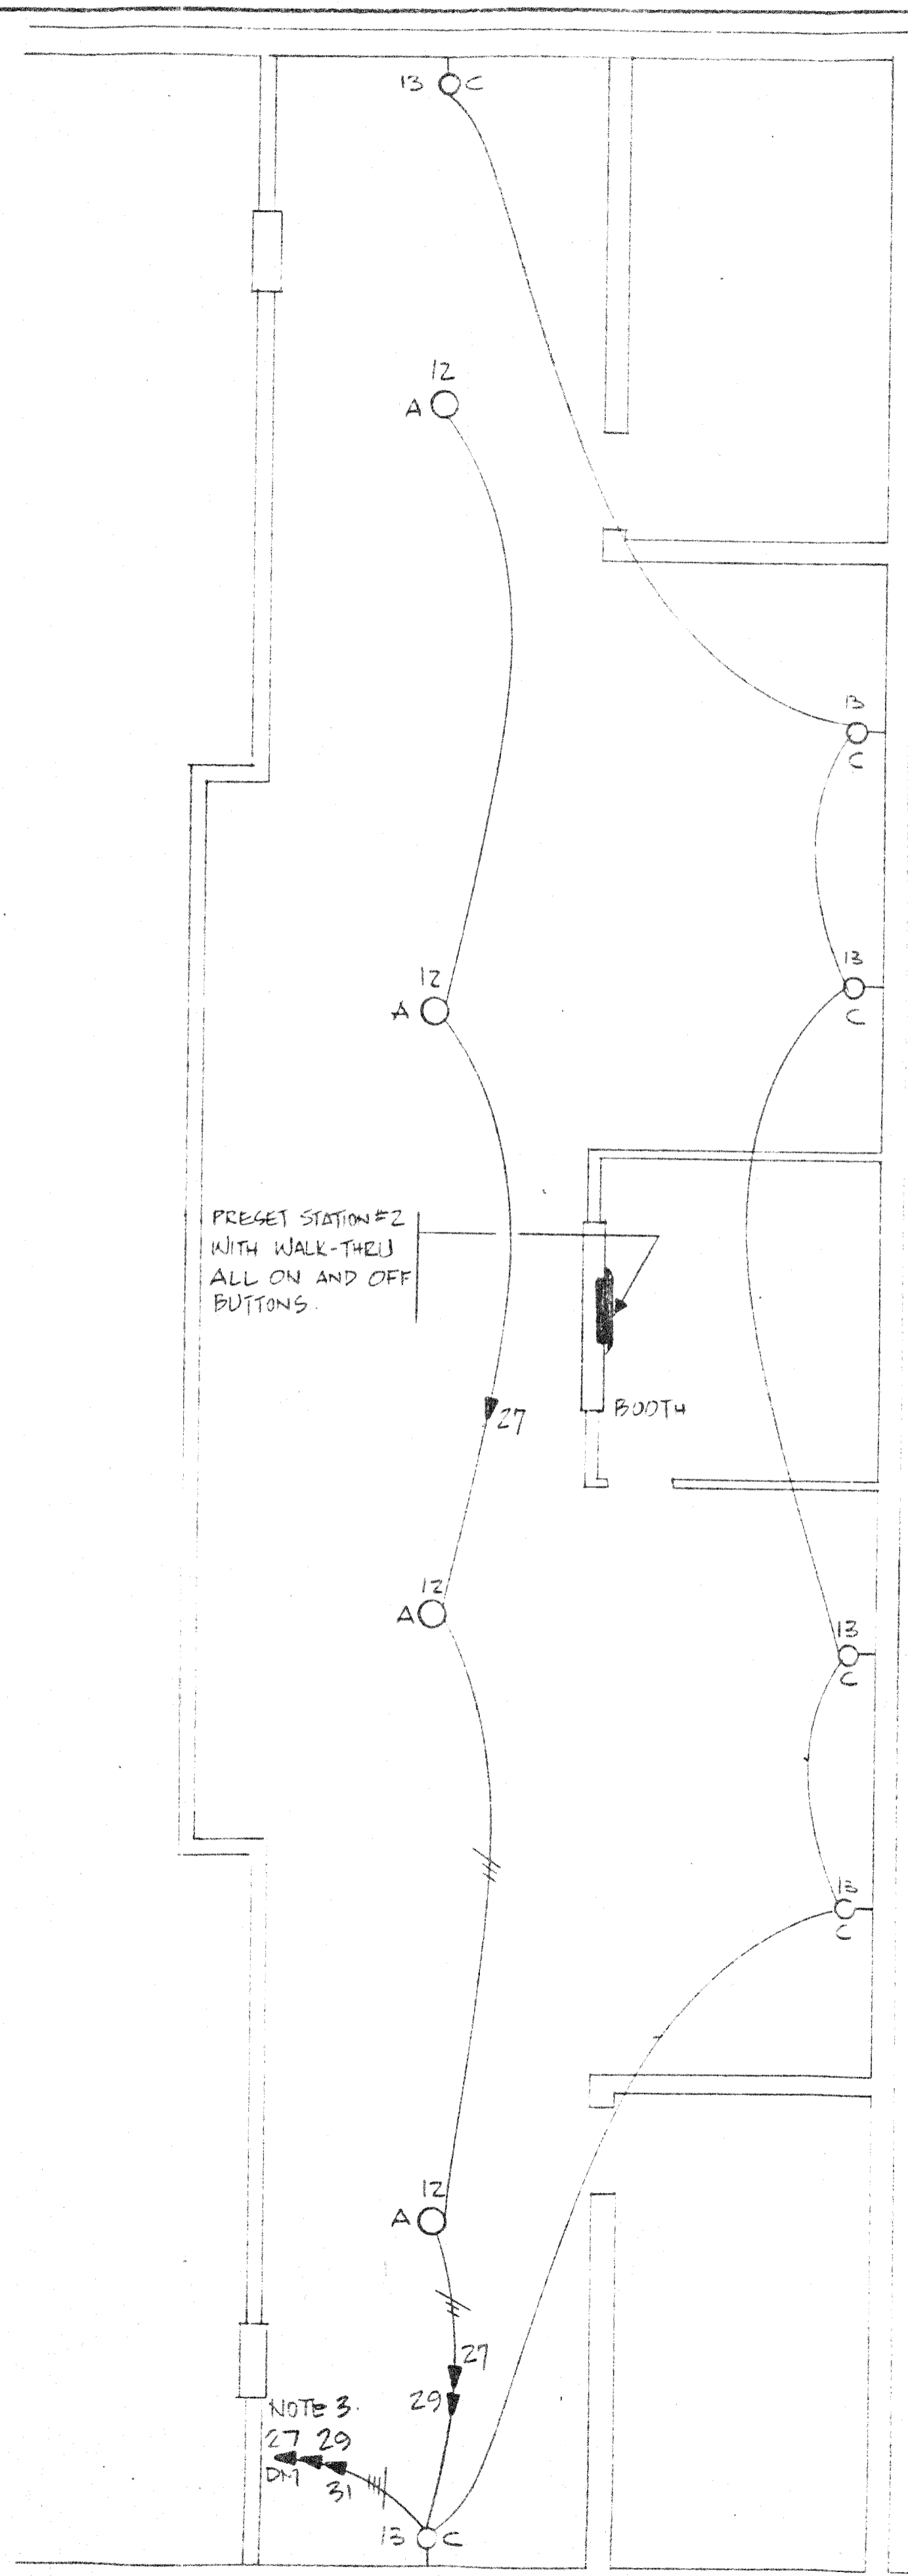 13 C
12
A
13
C
12
A
13
C
PRESET STATION #2
WITH WALK-THRU
ALL ON AND OFF
BUTTONS.
27
BOOTH
12
A
13
C
13
C
12
A
27
29
NOTE 3.
27 29
DM
31
13 C